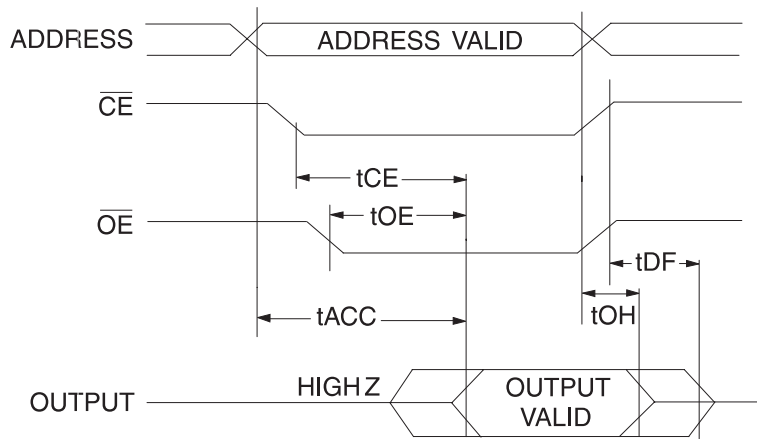 ADDRESS
ADDRESS VALID
CE
tCE
tOE
OE
tDF
tACC
tOH
HIGH Z
OUTPUT
OUTPUT
VALID